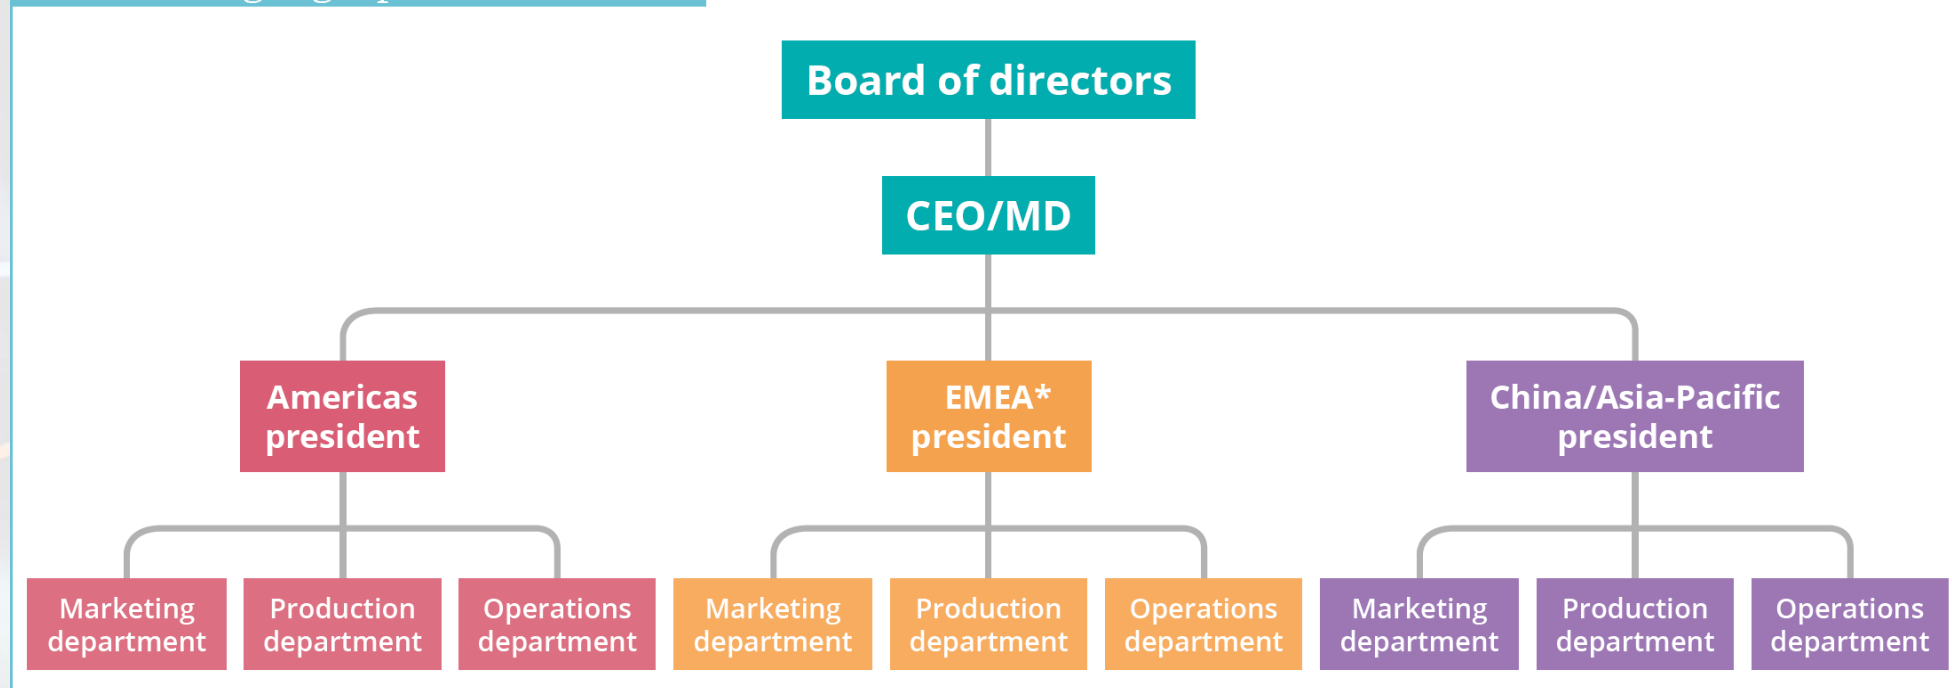 Board of directors
CEO/MD
Americas
president
EMEA*
president
China/Asia-Pacific
president
Marketing
department
Production
department
Operations
department
Marketing
department
Production
department
Operations
department
Marketing
department
Production
department
Operations
department